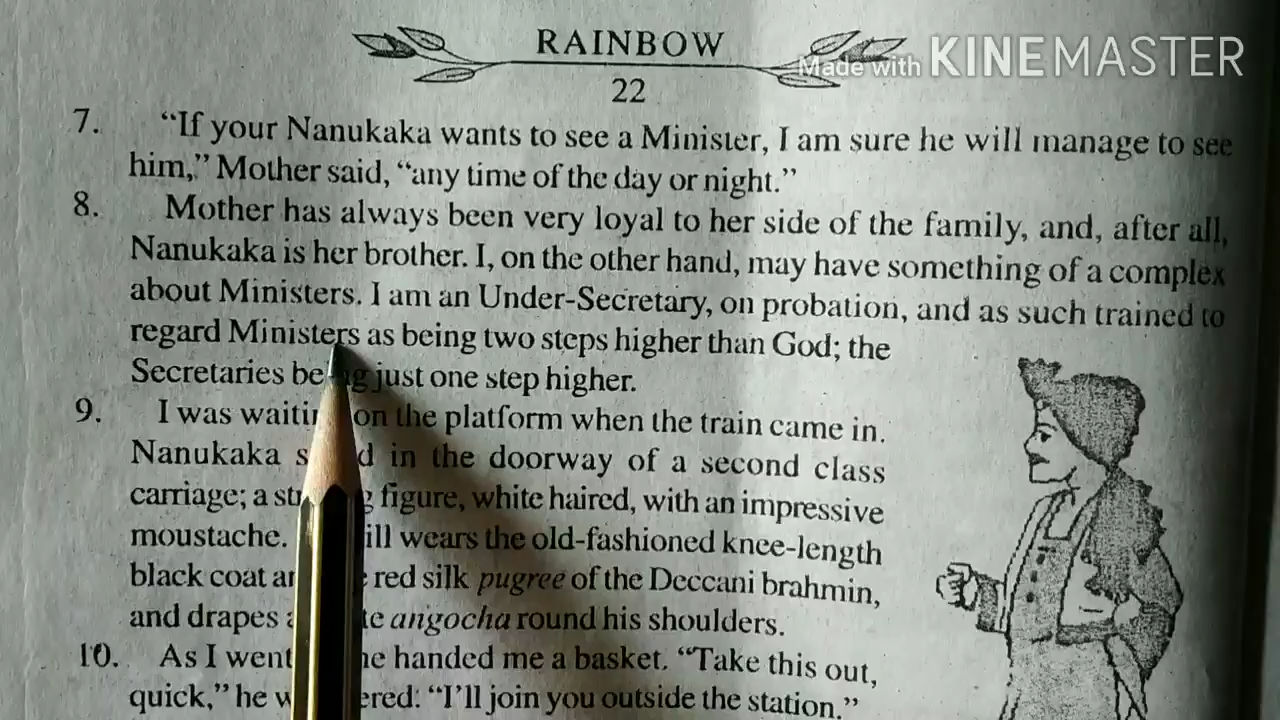 RAINBOW
Made with KINEMASTER
22
7. “If your Nanukaka wants to see a Minister, I am sure he will manage to see
him,” Mother said, “any time of the day or night.”
8. Mother has always been very loyal to her side of the family, and, after all,
Nanukaka is her brother. I, on the other hand, may have something of a complex
about Ministers. I am an Under-Secretary, on probation, and as such trained to
regard Ministers as being two steps higher than God; the
Secretaries being just one step higher.
9. I was waiting on the platform when the train came in.
Nanukaka in the doorway of a second class
carriage; a figure, white haired, with an impressive
moustache. wears the old-fashioned knee-length
black coat red silk pugree of the Deccani brahmin,
and drapes angocha round his shoulders.
10. As I went he handed me a basket. “Take this out,
quick,” he “I’ll join you outside the station.”